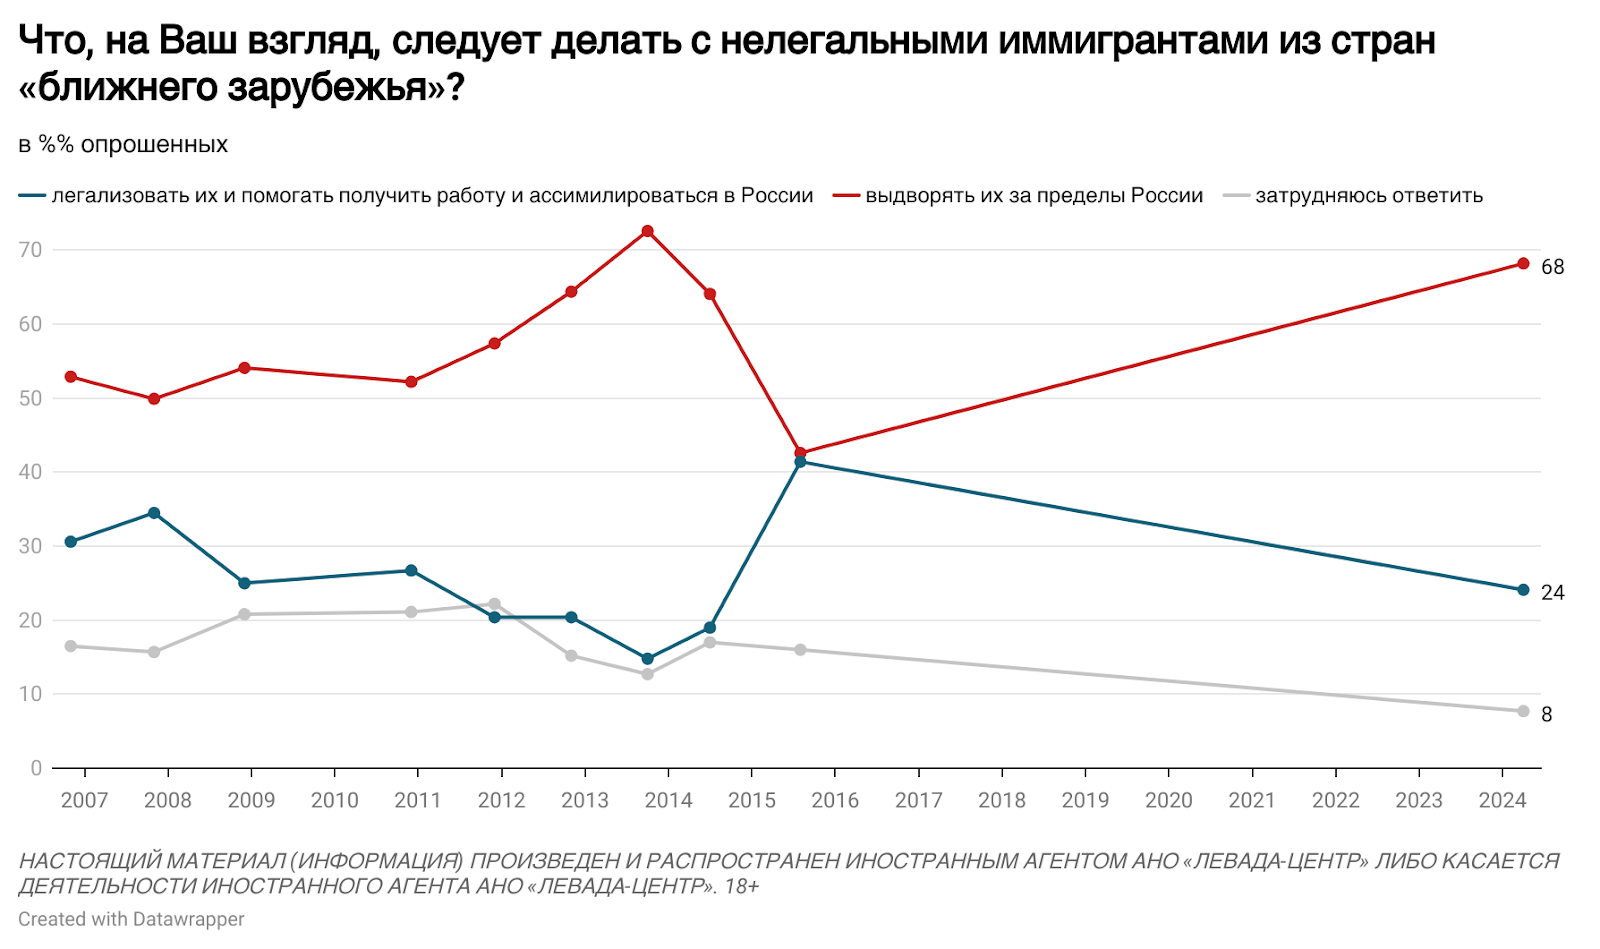 Что, на Ваш взгляд, следует делать с нелегальными иммигрантами из стран
«ближнего зарубежья»?
в %% опрошенных
легализовать их и помогать получить работу и ассимилироваться в России выдворять их за пределы России затрудняюсь ответить
70
60
50
40
30
20
10
0
68
24
8
2007 2008 2009 2010 2011 2012 2013 2014 2015 2016 2017 2018 2019 2020 2021 2022 2023 2024
НАСТОЯЩИЙ МАТЕРИАЛ (ИНФОРМАЦИЯ) ПРОИЗВЕДЕН И РАСПРОСТРАНЕН ИНОСТРАННЫМ АГЕНТОМ АНО «ЛЕВАДА-ЦЕНТР» ЛИБО КАСАЕТСЯ
ДЕЯТЕЛЬНОСТИ ИНОСТРАННОГО АГЕНТА АНО «ЛЕВАДА-ЦЕНТР». 18+
Created with Datawrapper